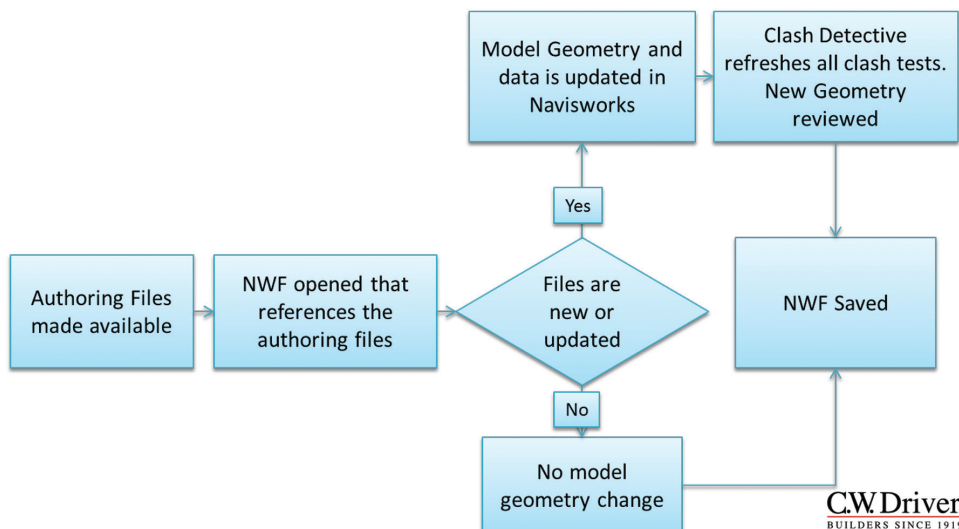 Authoring Files
made available
NWF opened that
references the
authoring files
Files are
new or
updated
Yes
Model Geometry and
data is updated in
Navisworks
Clash Detective
refreshes all clash tests.
New Geometry
reviewed
No
No model
geometry change
NWF Saved
C.W. Driver
BUILDERS SINCE 1919